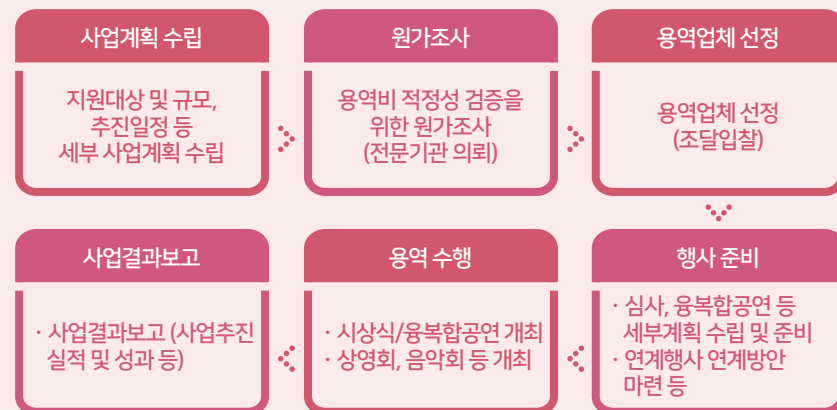 사업계획 수립
지원대상 및 규모,
추진일정 등
세부 사업계획 수립
원가조사
용역비 적정성 검증을
위한 원가조사
(전문기관 의뢰)
용역업체 선정
용역업체 선정
(조달입찰)
행사 준비
· 심사, 융복합공연 등
세부계획 수립 및 준비
· 연계행사 연계방안
마련 등
용역 수행
· 시상식/융복합공연 개최
· 상영회, 음악회 등 개최
사업결과보고
· 사업결과보고 (사업추진
실적 및 성과 등)